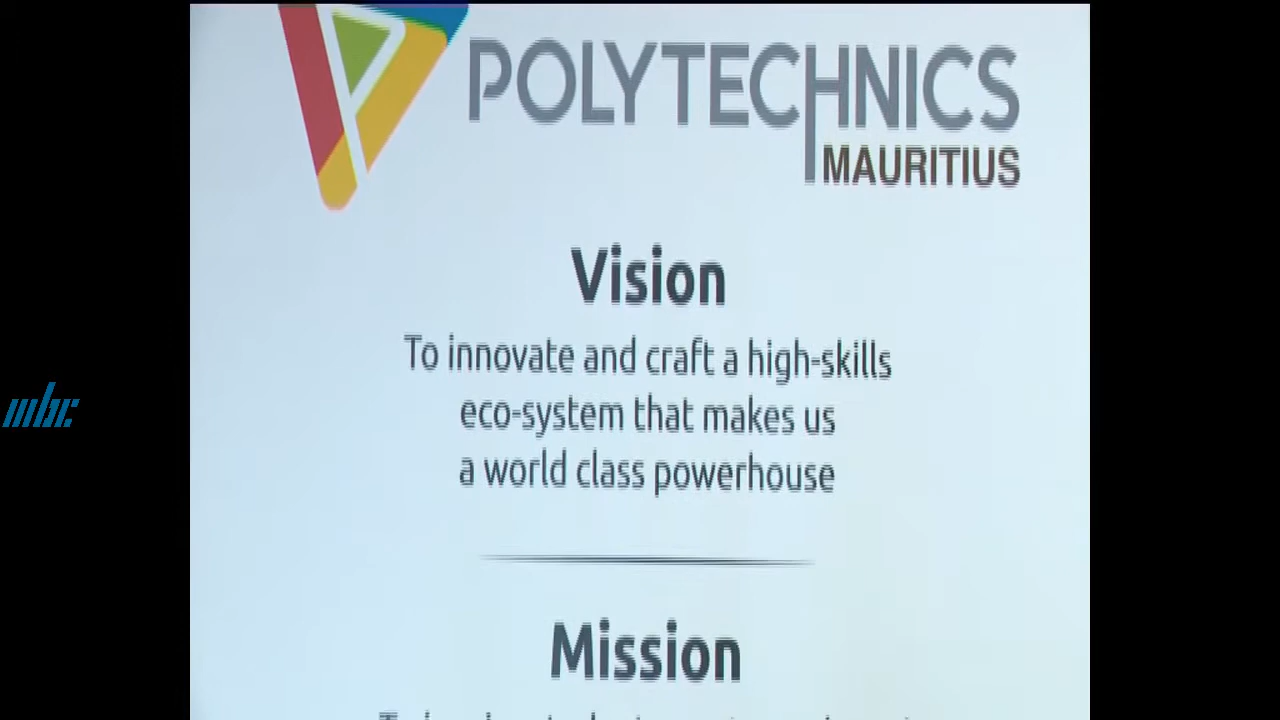 POLYTECHNICS
MAURITIUS
Vision
To innovate and craft a high-skills
eco-system that makes us
a world class powerhouse
mbc
Mission